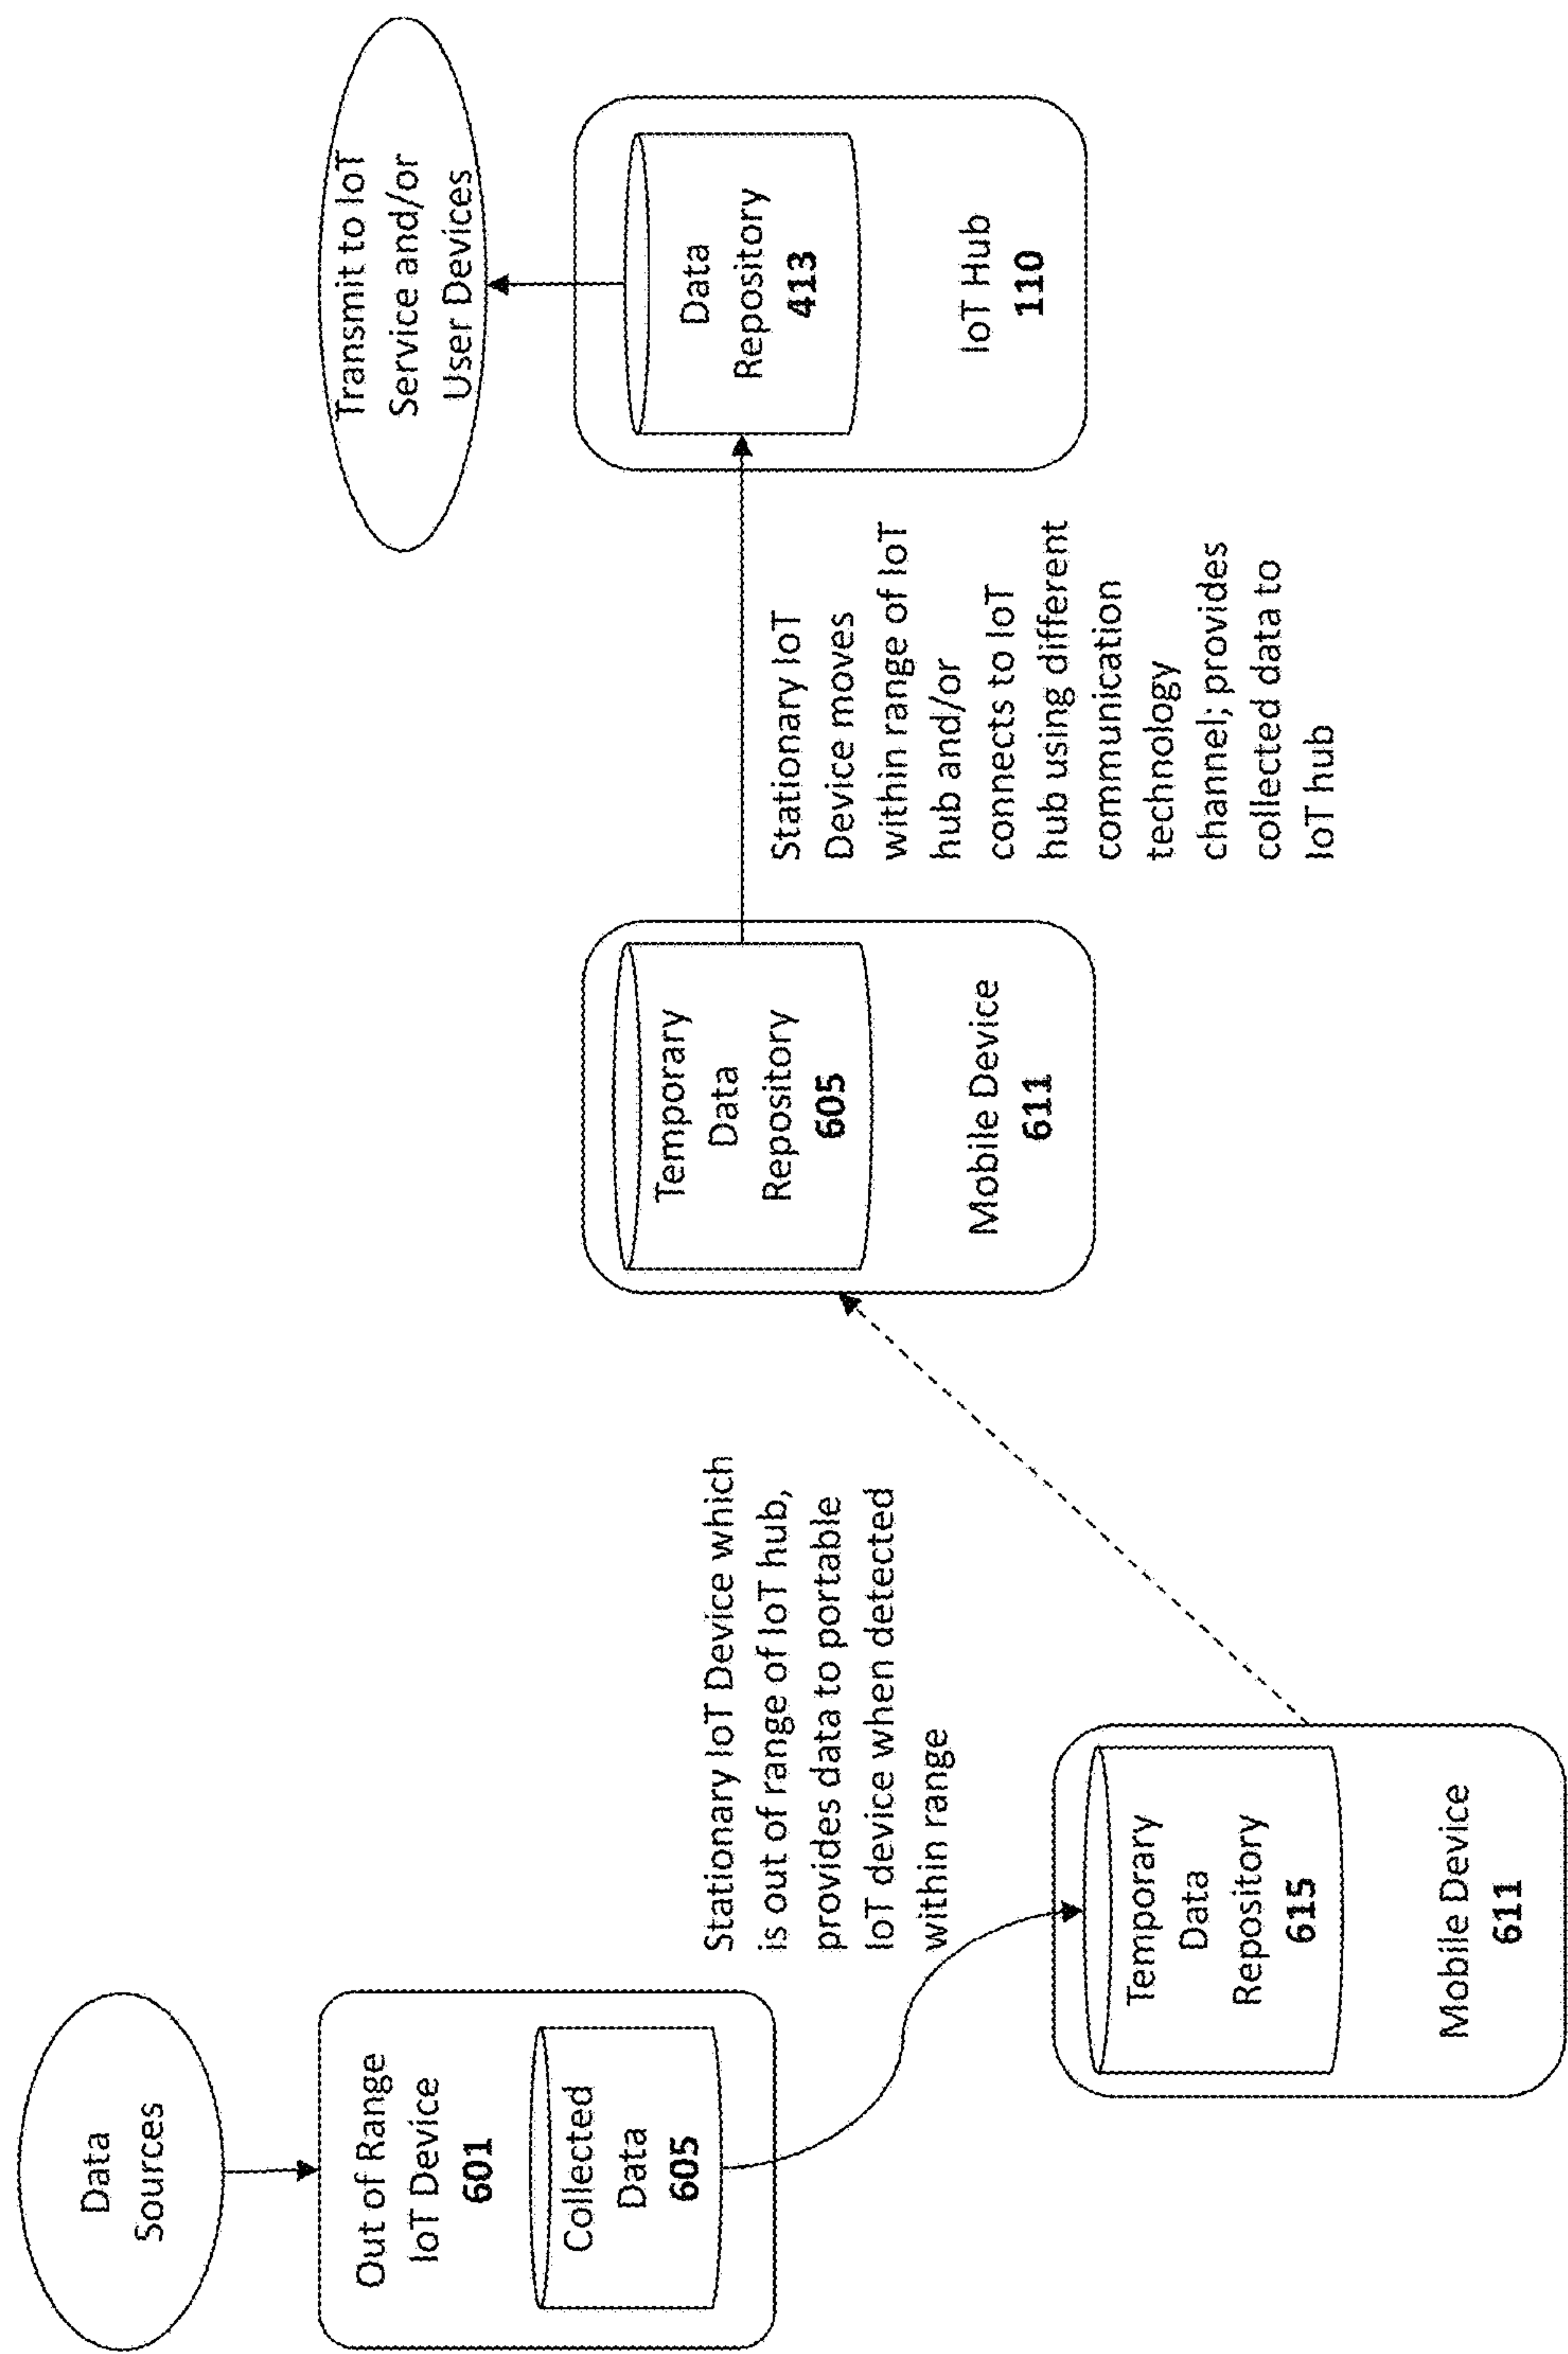 Data
Sources
Out of Range
IoT Device
601
Collected
Data
605
Stationary IoT Device which
is out of range of IoT hub,
provides data to portable
IoT device when detected
within range
Temporary
Data
Repository
615
Mobile Device
611
Temporary
Data
Repository
605
Mobile Device
611
Stationary IoT
Device moves
within range of IoT
hub and/or
connects to IoT
hub using different
communication
technology
channel; provides
collected data to
IoT hub
Transmit to IoT
Service and/or
User Devices
Data
Repository
413
IoT Hub
110